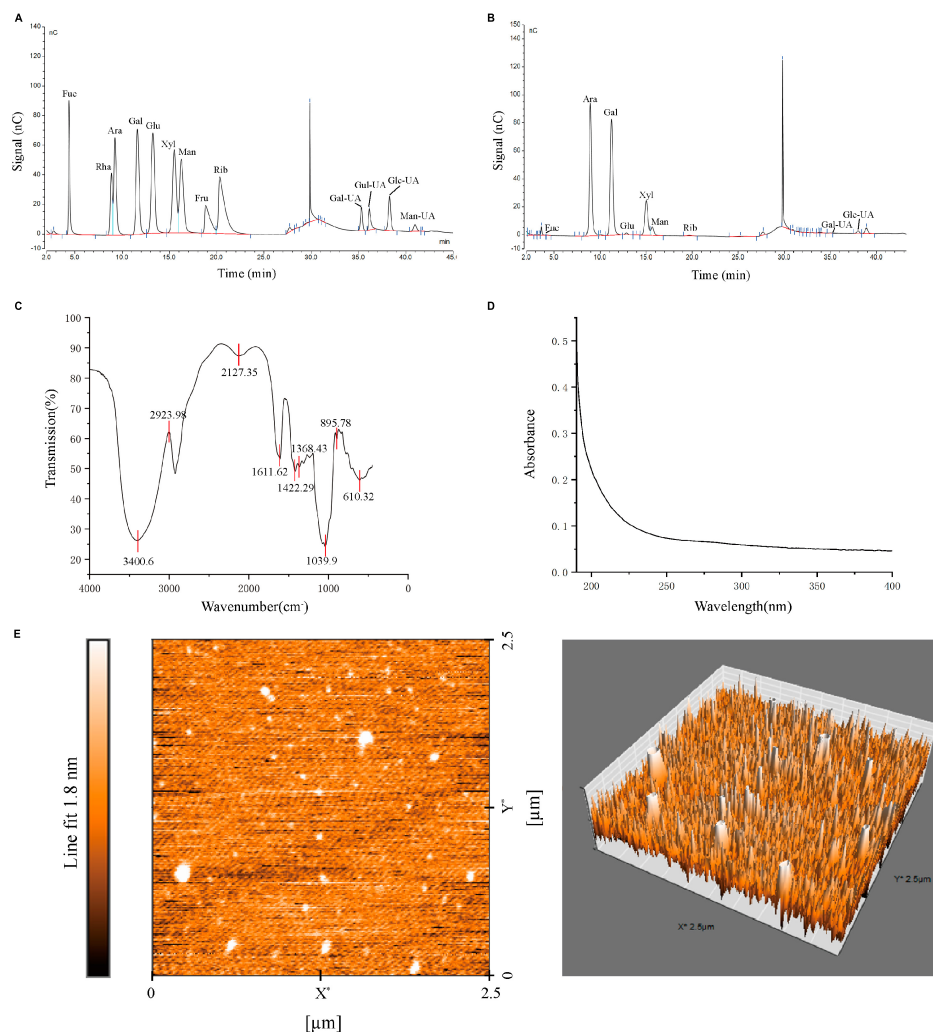 A
nC
Signal (nC)
140
120
100
80
60
40
20
0
-10
Fuc
Rha
Ara
Gal
Glu
Xyl
Man
Fru
Rib
Gal-UA
Gul-UA
Glc-UA
Man-UA
min
2.0
5.0
10.0
15.0
20.0
25.0
30.0
35.0
40.0
45.0
Time (min)
B
nC
Signal (nC)
140
120
100
80
60
40
20
0
-10
Fuc
Ara
Gal
Glu
Xyl
Man
Rib
Gal-UA
Glc-UA
2.0
5.0
10.0
15.0
20.0
25.0
30.0
35.0
40.0
Time (min)
C
Transmission(%)
100
90
80
70
60
50
40
30
20
2923.98
2127.35
1368.43
895.78
1611.62
1422.29
610.32
3400.6
1039.9
4000
3000
2000
1000
0
Wavenumber(cm-)
D
Absorbance
0.5
0.4
0.3
0.2
0.1
0.0
200
250
300
350
400
Wavelength(nm)
E
Line fit 1.8 nm
2.5
Y*
[µm]
0
0
X*
2.5
[µm]
Y* 2.5µm
X* 2.5µm